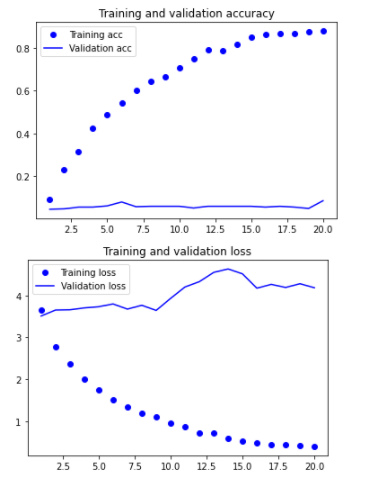 Training and validation accuracy
Training acc
Validation acc
0.8
0.6
0.4
0.2
2.5 5.0 7.5 10.0 12.5 15.0 17.5 20.0
Training and validation loss
Training loss
Validation loss
4
3
2
1
2.5 5.0 7.5 10.0 12.5 15.0 17.5 20.0